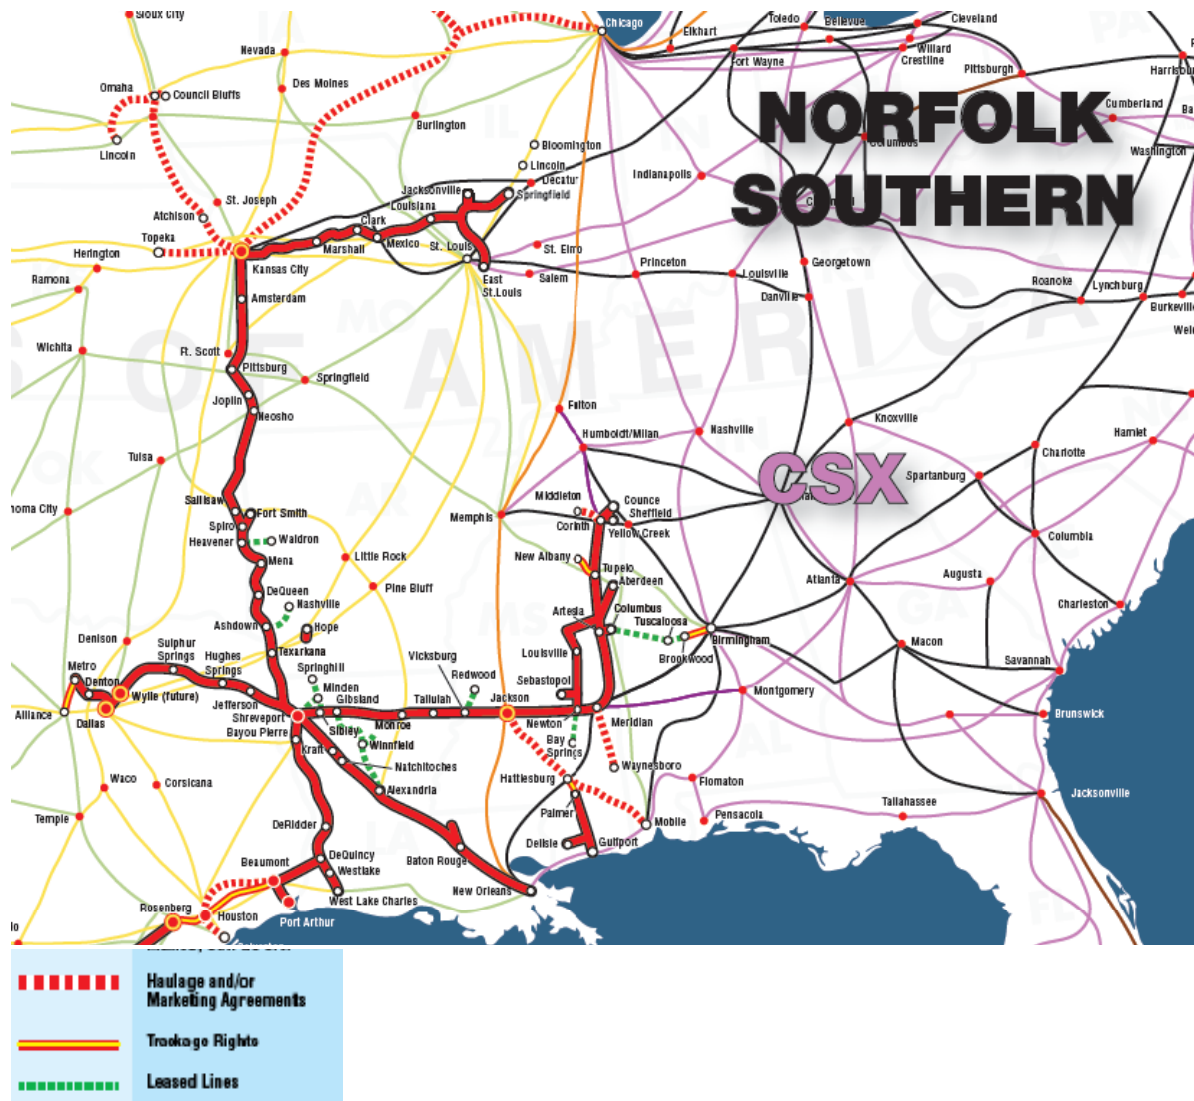 Sioux City
Chicago
Toledo
Bellevue
Cleveland
Elkhart
Nevada
Willard
Crestline
Fort Wayne
Pittsburgh
Omaha
Council Bluffs
Des Moines
Cumberland
NORFOLK
SOUTHERN
Burlington
Columbus
Washington
Lincoln
Bloomington
Lincoln
Decatur
Springfield
Indianapolis
Jacksonville
Louisiana
St. Joseph
Atchison
Topeka
Clark
Mexico
Marshall
St. Louis
St. Elmo
Herington
Kansas City
Ramona
East
St.Louis
Salem
Princeton
Louisville
Georgetown
Danville
Roanoke
Lynchburg
Amsterdam
OF AMERICA
Wichita
Ft. Scott
Pittsburg
Springfield
Joplin
Neosho
Fulton
Humboldt/Milan
Nashville
Knoxville
Charlotte
Hamlet
Tulsa
CSX
Spartanburg
Sallisaw
Fort Smith
Spiro
Heavener
Waldron
Memphis
Middleton
Counce
Sheffield
Corinth
Yellow Creek
Columbia
Mena
Little Rock
New Albany
Tupelo
Aberdeen
Atlanta
Augusta
DeQueen
Nashville
Pine Bluff
Charleston
Ashdown
Hope
Artesia
Columbus
Tuscaloosa
Birmingham
Brookwood
Macon
Denison
Texarkana
Louisville
Savannah
Sulphur
Springs
Hughes
Springs
Metro
Denton
Wylie (future)
Alliance
Dallas
Jefferson
Shreveport
Bayou Pierre
Springhill
Minden
Gibsland
Sibley
Vicksburg
Redwood
Tallulah
Monroe
Jackson
Sebastopol
Newton
Meridian
Montgomery
Brunswick
Winnfield
Kraft
Natchitoches
Alexandria
Bay
Springs
Waynesboro
Hattiesburg
Palmer
Flomaton
Jacksonville
Waco
Corsicana
Temple
Mobile
Pensacola
Tallahassee
DeRidder
Delisle
Gulfport
DeQuincy
Westlake
West Lake Charles
Baton Rouge
New Orleans
Beaumont
Rosenberg
Houston
Port Arthur
Haulage and/or
Marketing Agreements
Trackage Rights
Leased Lines